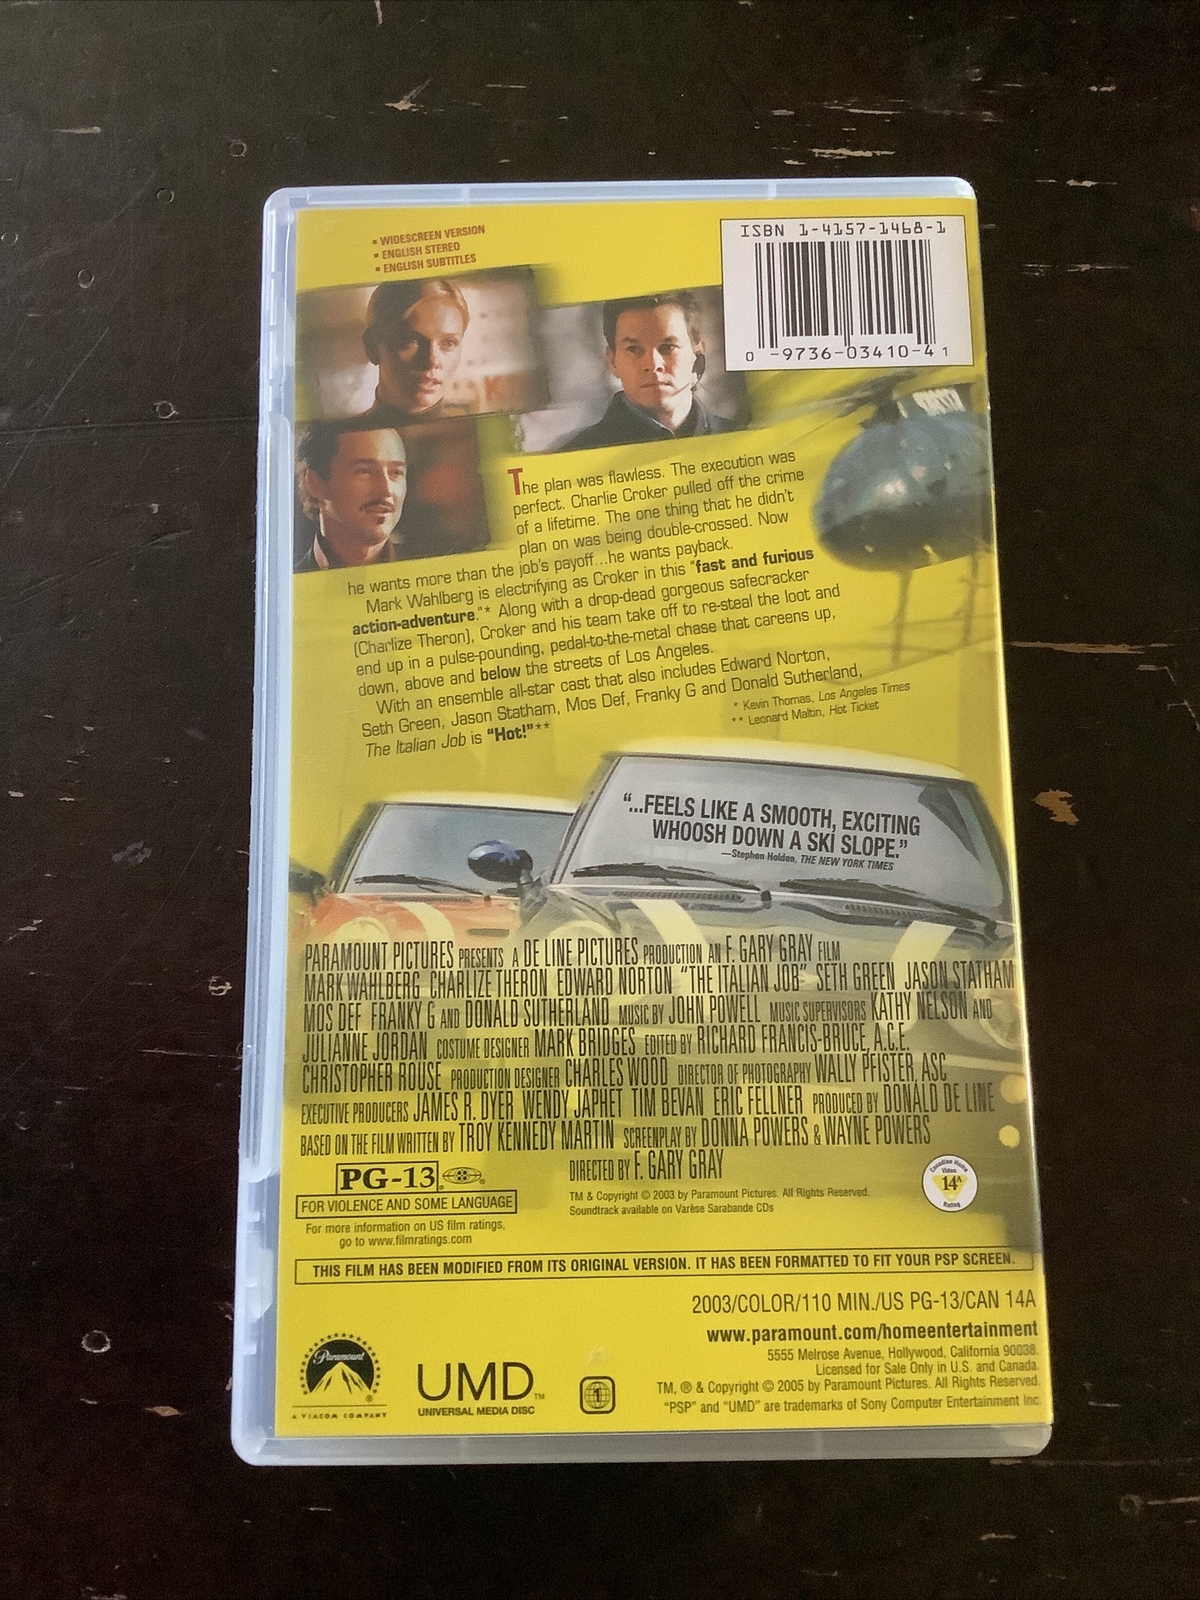 ▪ WIDESCREEN VERSION
▪ ENGLISH STEREO
▪ ENGLISH SUBTITLES
ISBN 1-4157-1468-1
0 -9736-03410-4 1
The plan was flawless. The execution was
perfect. Charlie Croker pulled off the crime
of a lifetime. The one thing that he didn't
plan on was being double-crossed. Now
he wants more than the job's payoff...he wants payback.
Mark Wahlberg is electrifying as Croker in this "fast and furious
action-adventure."* Along with a drop-dead gorgeous safecracker
(Charlize Theron), Croker and his team take off to re-steal the loot and
end up in a pulse-pounding, pedal-to-the-metal chase that careens up,
down, above and below the streets of Los Angeles.
With an ensemble all-star cast that also includes Edward Norton,
Seth Green, Jason Statham, Mos Def, Franky G and Donald Sutherland,
The Italian Job is "Hot!"**
* Kevin Thomas, Los Angeles Times
** Leonard Maltin, Hot Ticket
"...FEELS LIKE A SMOOTH, EXCITING
WHOOSH DOWN A SKI SLOPE."
—Stephen Holden, THE NEW YORK TIMES
PARAMOUNT PICTURES PRESENTS A DE LINE PICTURES PRODUCTION AN F. GARY GRAY FILM
MARK WAHLBERG CHARLIZE THERON EDWARD NORTON "THE ITALIAN JOB" SETH GREEN JASON STATHAM
MOS DEF FRANKY G AND DONALD SUTHERLAND MUSIC BY JOHN POWELL MUSIC SUPERVISORS KATHY NELSON AND
JULIANNE JORDAN COSTUME DESIGNER MARK BRIDGES EDITED BY RICHARD FRANCIS-BRUCE, A.C.E.
CHRISTOPHER ROUSE PRODUCTION DESIGNER CHARLES WOOD DIRECTOR OF PHOTOGRAPHY WALLY PFISTER, ASC
EXECUTIVE PRODUCERS JAMES R. DYER WENDY JAPHET TIM BEVAN ERIC FELLNER PRODUCED BY DONALD DE LINE
BASED ON THE FILM WRITTEN BY TROY KENNEDY MARTIN SCREENPLAY BY DONNA POWERS & WAYNE POWERS
DIRECTED BY F. GARY GRAY
PG-13
FOR VIOLENCE AND SOME LANGUAGE
For more information on US film ratings,
go to www.filmratings.com
TM & Copyright © 2003 by Paramount Pictures. All Rights Reserved.
Soundtrack available on Varèse Sarabande CDs
Canadian Home
Video
14A
Rating
THIS FILM HAS BEEN MODIFIED FROM ITS ORIGINAL VERSION. IT HAS BEEN FORMATTED TO FIT YOUR PSP SCREEN.
2003/COLOR/110 MIN./US PG-13/CAN 14A
www.paramount.com/homeentertainment
5555 Melrose Avenue, Hollywood, California 90038.
Licensed for Sale Only in U.S. and Canada.
TM, ® & Copyright © 2005 by Paramount Pictures. All Rights Reserved.
"PSP" and "UMD" are trademarks of Sony Computer Entertainment Inc.
Paramount
®
A VIACOM COMPANY
UMD™
UNIVERSAL MEDIA DISC
1